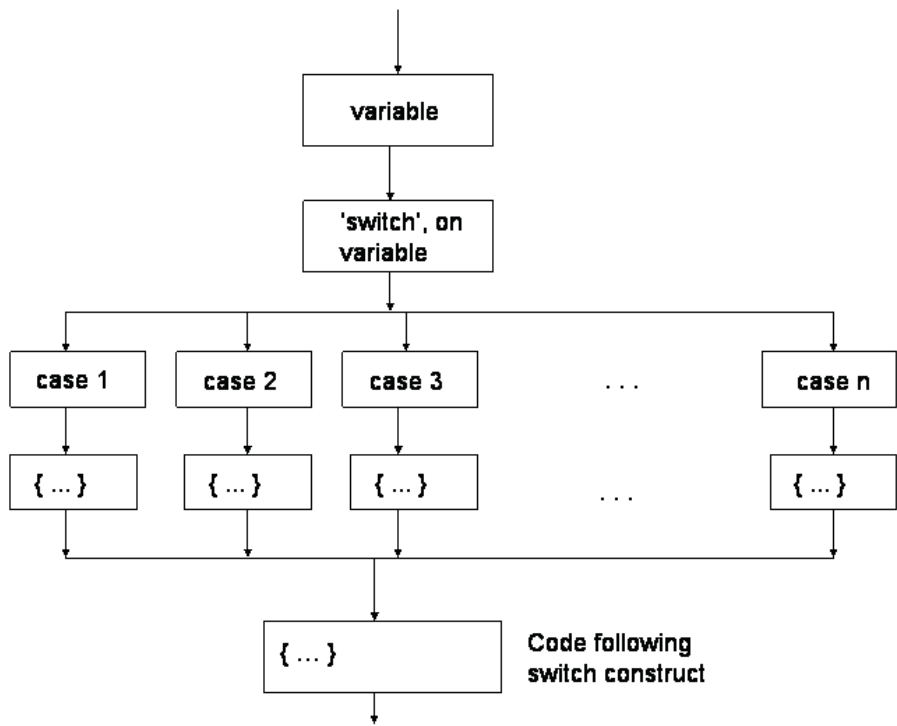 variable
'switch', on
variable
case 1
case 2
case 3
. . .
case n
{ ... }
{ ... }
{ ... }
. . .
{ ... }
{ ... }
Code following
switch construct